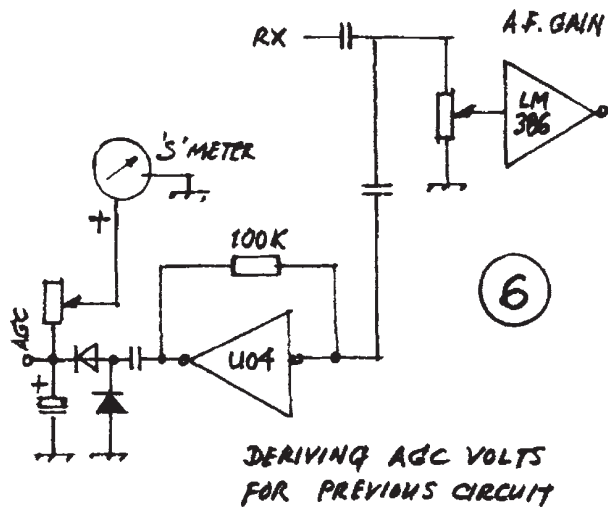 A.F. GAIN
RX
LM
386
'S' METER
+
100K
6
AGC
U04
+
DERIVING AGC VOLTS
FOR PREVIOUS CIRCUIT